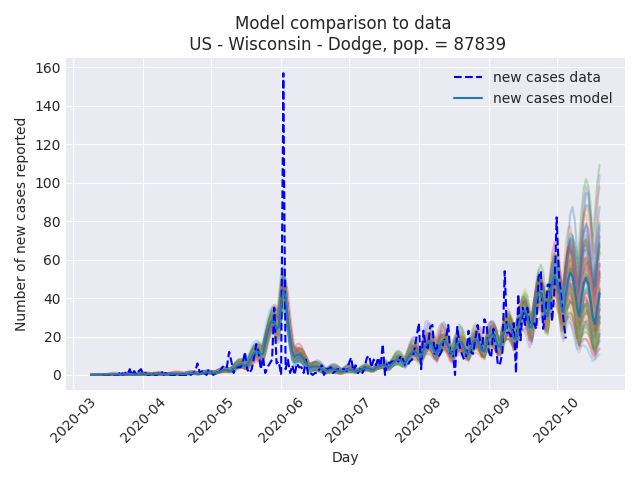 Model comparison to data
US - Wisconsin - Dodge, pop. = 87839
Number of new cases reported
160
140
120
100
80
60
40
20
0
new cases data
new cases model
2020-03
2020-04
2020-05
2020-06
2020-07
2020-08
2020-09
2020-10
Day